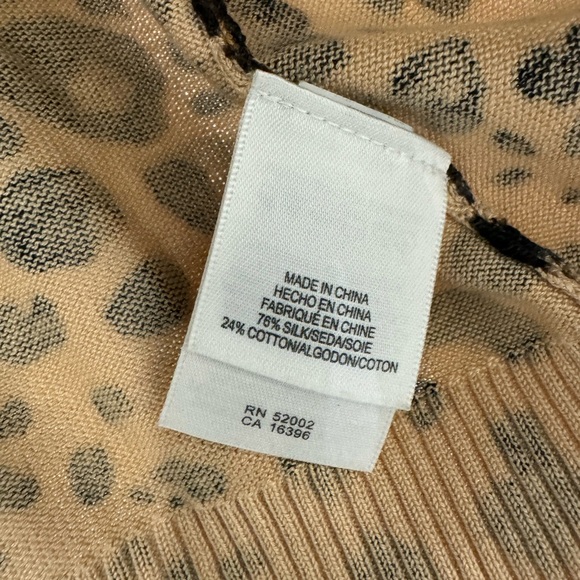 MADE IN CHINA
HECHO EN CHINA
FABRIQUÉ EN CHINE
76% SILK/SEDA/SOIE
24% COTTON/ALGODON/COTON
RN 52002
CA 16396